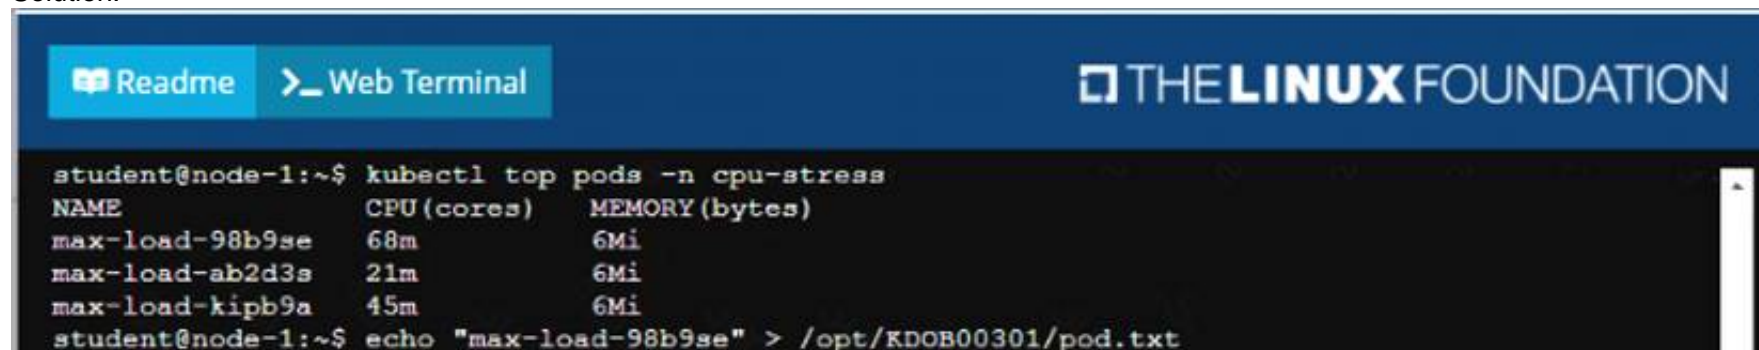 Solution:
Readme >_ Web Terminal THE LINUX FOUNDATION
student@node-1:~$ kubectl top pods -n cpu-stress
NAME CPU(cores) MEMORY(bytes)
max-load-98b9se 68m 6Mi
max-load-ab2d3s 21m 6Mi
max-load-kipb9a 45m 6Mi
student@node-1:~$ echo "max-load-98b9se" > /opt/KDOB00301/pod.txt